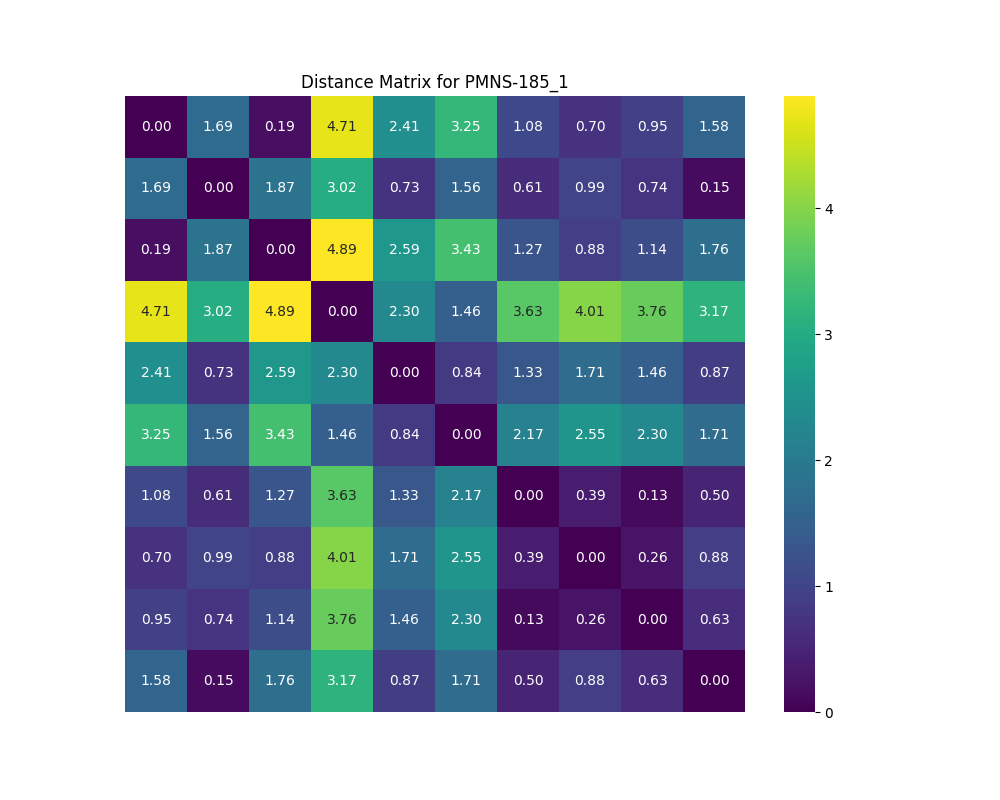 Distance Matrix for PMNS-185_1
0.00 1.69 0.19 4.71 2.41 3.25 1.08 0.70 0.95 1.58
1.69 0.00 1.87 3.02 0.73 1.56 0.61 0.99 0.74 0.15
4
0.19 1.87 0.00 4.89 2.59 3.43 1.27 0.88 1.14 1.76
4.71 3.02 4.89 0.00 2.30 1.46 3.63 4.01 3.76 3.17
3
2.41 0.73 2.59 2.30 0.00 0.84 1.33 1.71 1.46 0.87
3.25 1.56 3.43 1.46 0.84 0.00 2.17 2.55 2.30 1.71
2
1.08 0.61 1.27 3.63 1.33 2.17 0.00 0.39 0.13 0.50
0.70 0.99 0.88 4.01 1.71 2.55 0.39 0.00 0.26 0.88
1
0.95 0.74 1.14 3.76 1.46 2.30 0.13 0.26 0.00 0.63
1.58 0.15 1.76 3.17 0.87 1.71 0.50 0.88 0.63 0.00
0